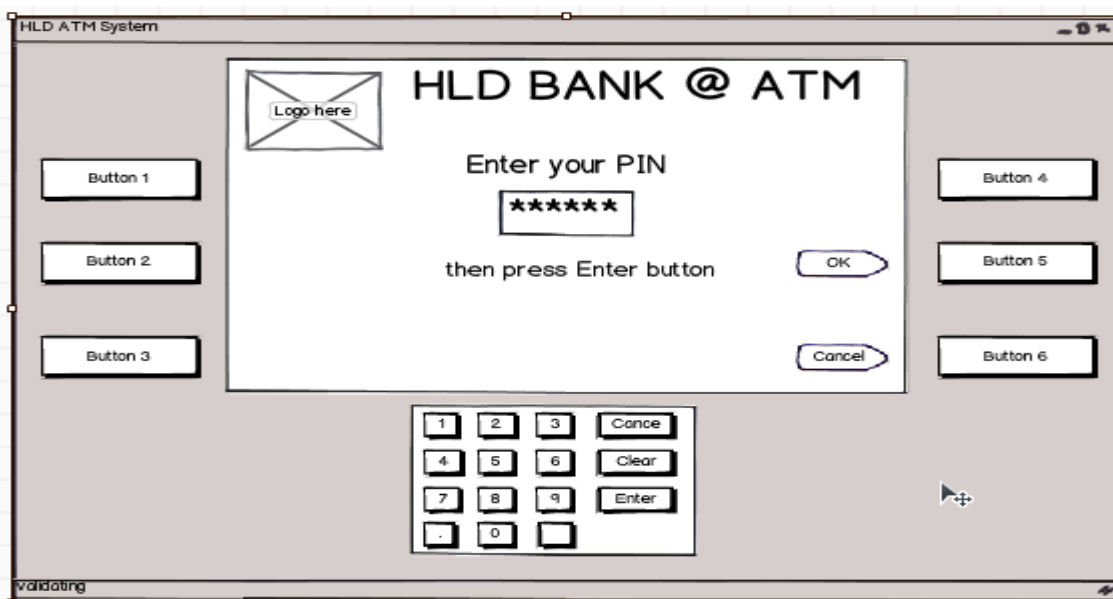 HLD ATM System
HLD BANK @ ATM
Logo here
Enter your PIN
******
then press Enter button
Button 1
Button 2
Button 3
OK
Cancel
Button 4
Button 5
Button 6
1 2 3 Cance
4 5 6 Clear
7 8 9 Enter
. 0
Validating